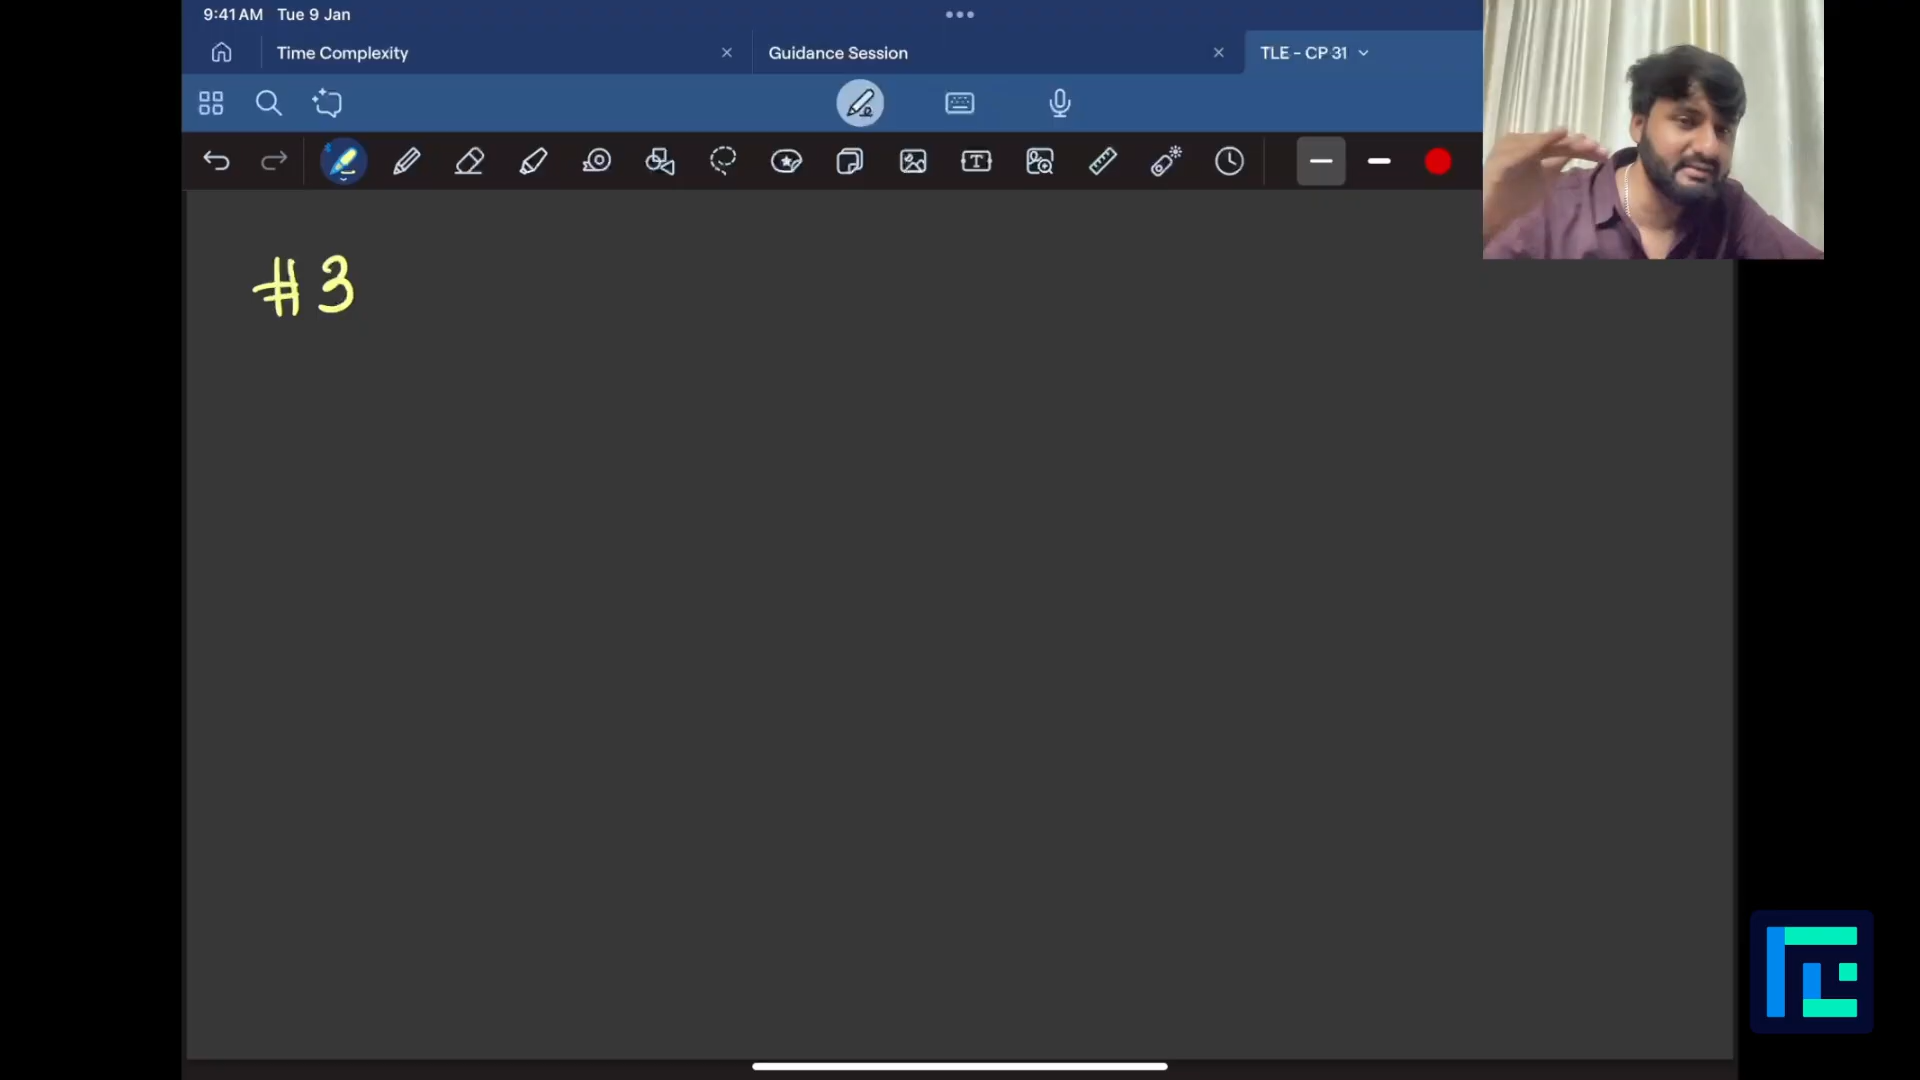 9:41 AM Tue 9 Jan
Time Complexity
Guidance Session
TLE - CP 31
#3